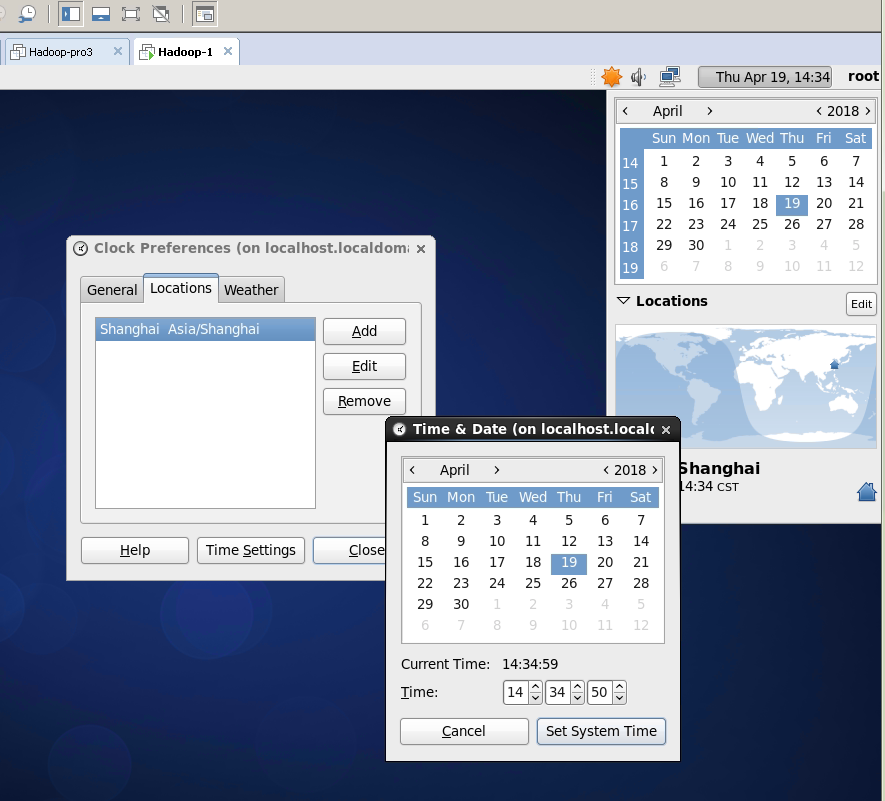 Hadoop-pro3
Hadoop-1
Thu Apr 19, 14:34 root
April 2018
Sun Mon Tue Wed Thu Fri Sat
14 1 2 3 4 5 6 7
15 8 9 10 11 12 13 14
16 15 16 17 18 19 20 21
17 22 23 24 25 26 27 28
18 29 30 1 2 3 4 5
19 6 7 8 9 10 11 12
Locations
Edit
Shanghai
14:34 CST
Clock Preferences (on localhost.localdoma
General Locations Weather
Shanghai Asia/Shanghai
Add
Edit
Remove
Help Time Settings Close
Time & Date (on localhost.locald
April 2018
Sun Mon Tue Wed Thu Fri Sat
1 2 3 4 5 6 7
8 9 10 11 12 13 14
15 16 17 18 19 20 21
22 23 24 25 26 27 28
29 30 1 2 3 4 5
6 7 8 9 10 11 12
Current Time: 14:34:59
Time: 14 34 50
Cancel Set System Time